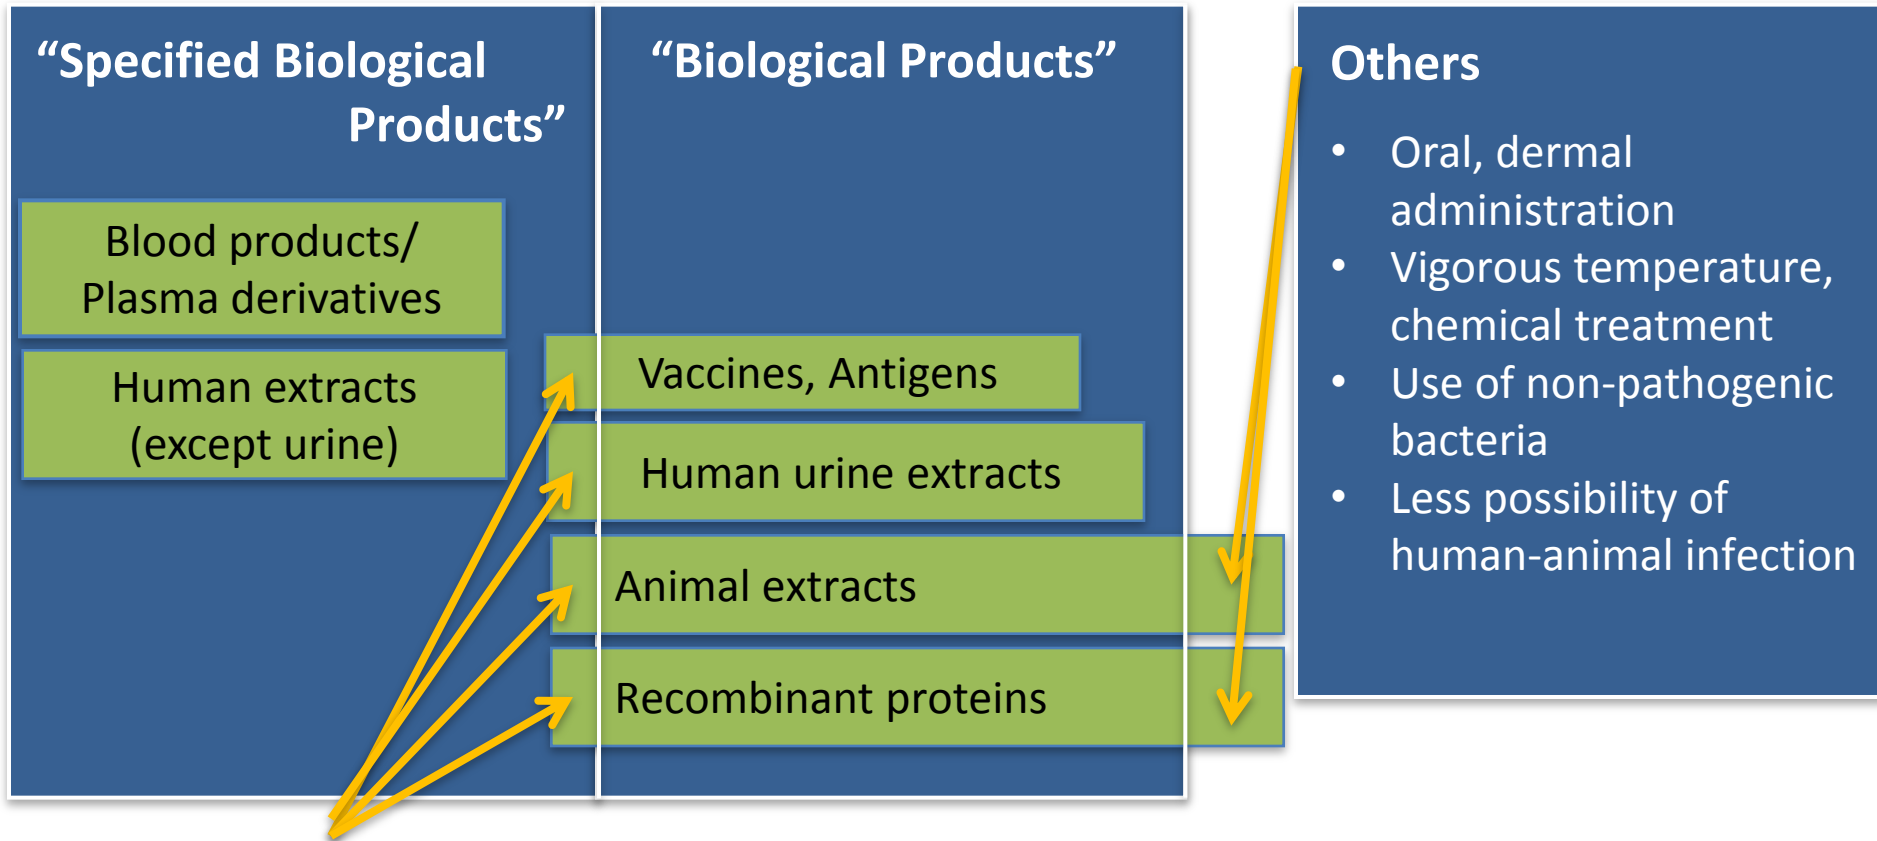 “Specified Biological
Products”
Blood products/
Plasma derivatives
Human extracts
(except urine)
“Biological Products”
Vaccines, Antigens
Human urine extracts
Animal extracts
Recombinant proteins
Others
• Oral, dermal
administration
• Vigorous temperature,
chemical treatment
• Use of non-pathogenic
bacteria
• Less possibility of
human-animal infection